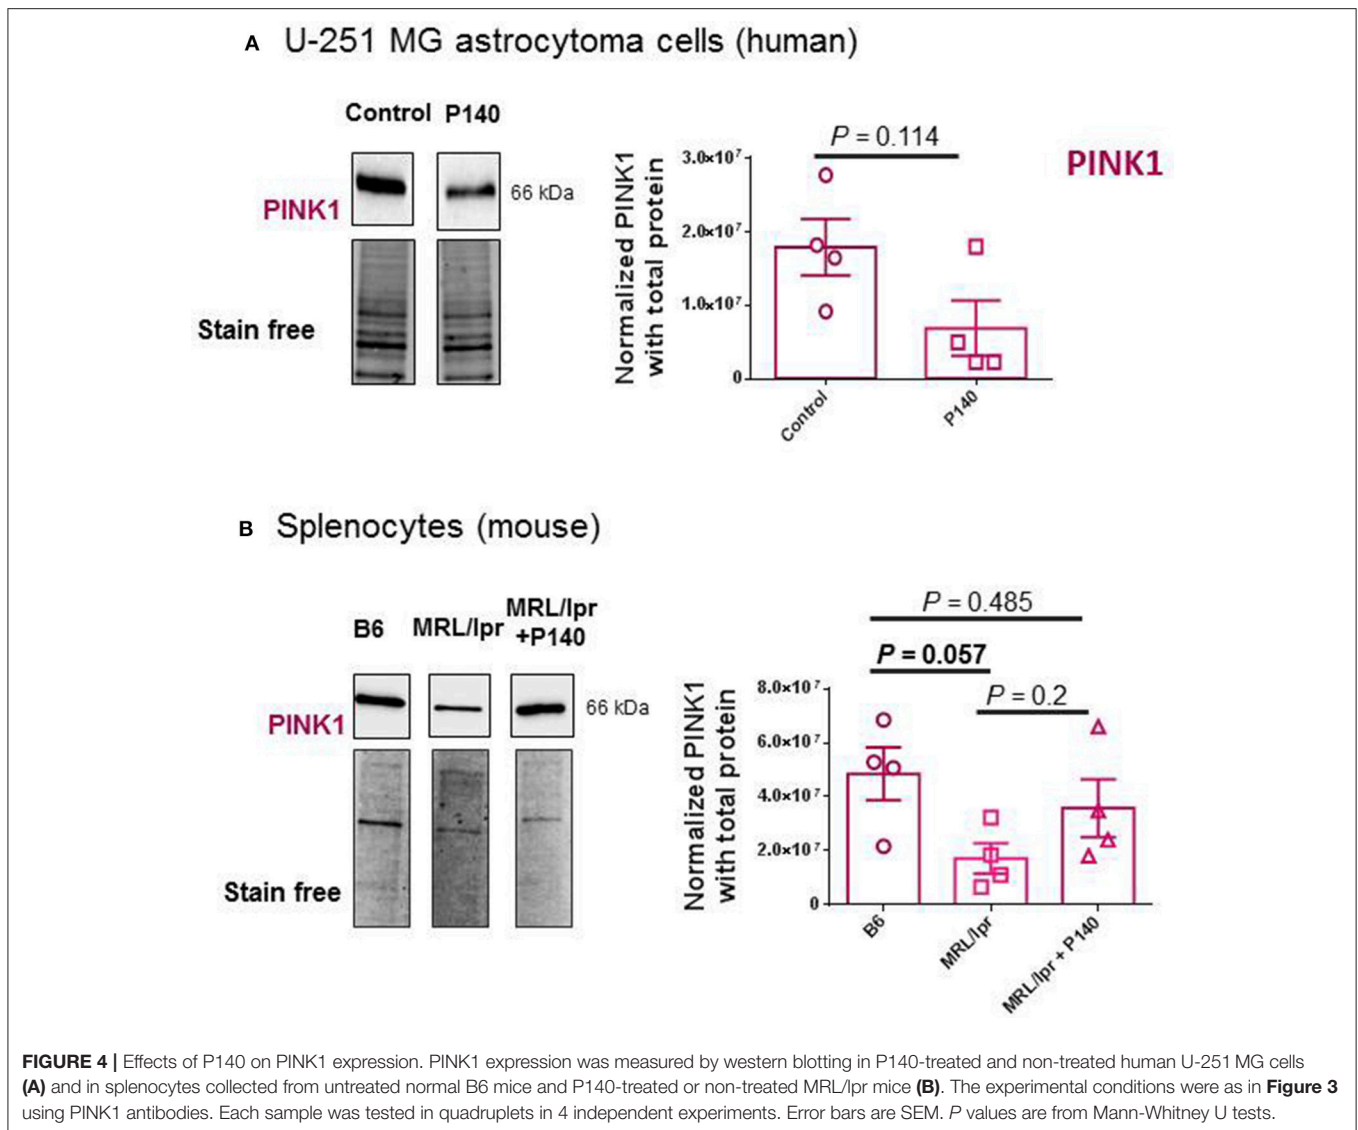 A U-251 MG astrocytoma cells (human)
Control P140
PINK1
66 kDa
Stain free
Normalized PINK1
with total protein
3.0×10⁷
2.0×10⁷
1.0×10⁷
0
P = 0.114
PINK1
Control
P140
B Splenocytes (mouse)
B6
MRL/lpr
MRL/lpr
+P140
PINK1
66 kDa
Stain free
Normalized PINK1
with total protein
8.0×10⁷
6.0×10⁷
4.0×10⁷
2.0×10⁷
0
P = 0.485
P = 0.057
P = 0.2
B6
MRL/lpr
MRL/lpr + P140
FIGURE 4 | Effects of P140 on PINK1 expression. PINK1 expression was measured by western blotting in P140-treated and non-treated human U-251 MG cells
(A) and in splenocytes collected from untreated normal B6 mice and P140-treated or non-treated MRL/lpr mice (B). The experimental conditions were as in Figure 3
using PINK1 antibodies. Each sample was tested in quadruplets in 4 independent experiments. Error bars are SEM. P values are from Mann-Whitney U tests.